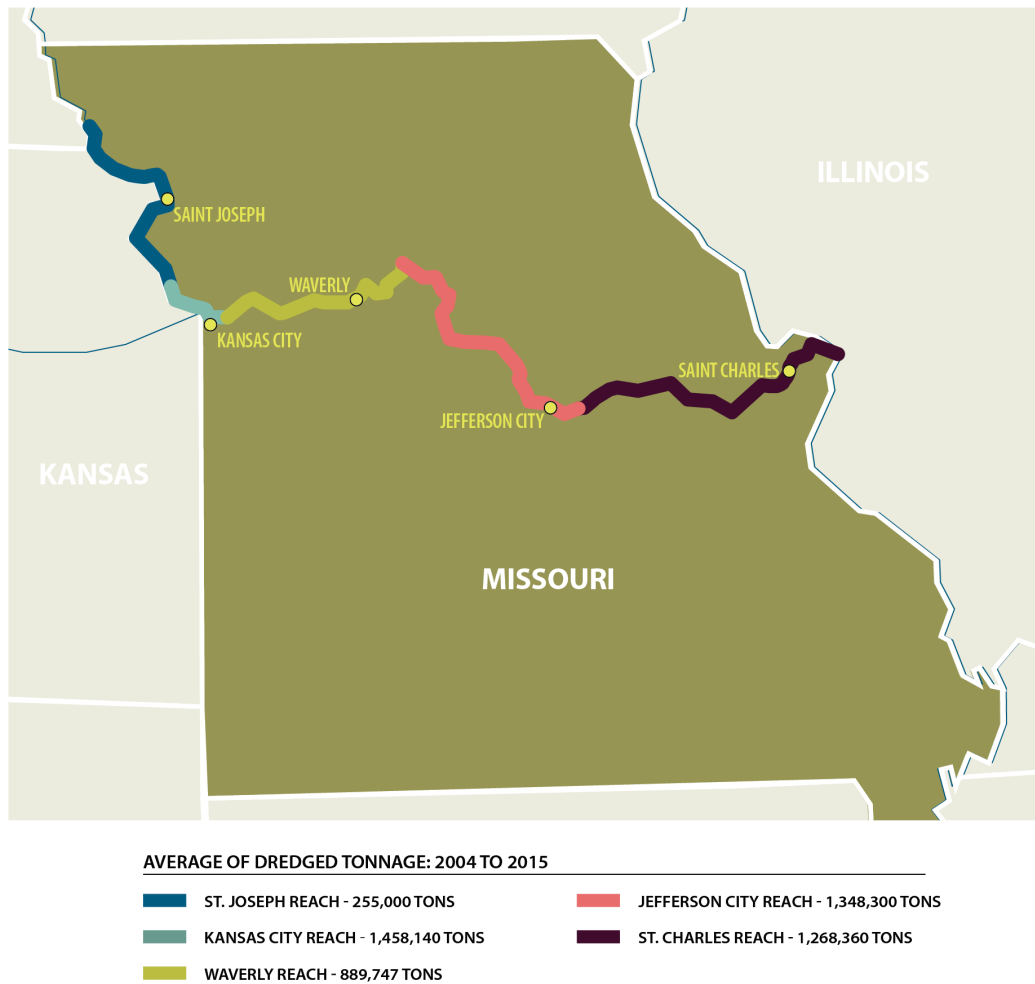 ILLINOIS
SAINT JOSEPH
WAVERLY
KANSAS CITY
SAINT CHARLES
JEFFERSON CITY
KANSAS
MISSOURI
AVERAGE OF DREDGED TONNAGE: 2004 TO 2015
ST. JOSEPH REACH - 255,000 TONS
KANSAS CITY REACH - 1,458,140 TONS
WAVERLY REACH - 889,747 TONS
JEFFERSON CITY REACH - 1,348,300 TONS
ST. CHARLES REACH - 1,268,360 TONS